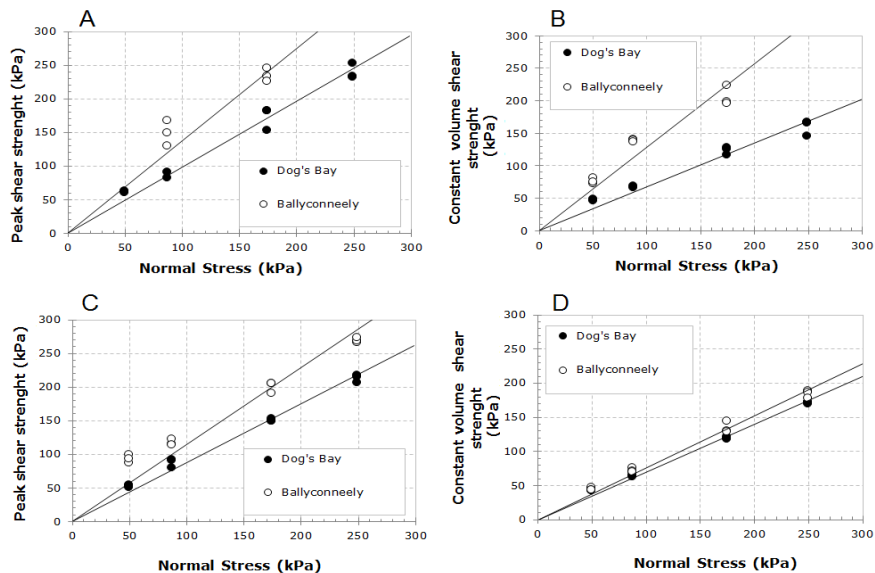 A
Peak shear strenght (kPa)
300
250
200
150
100
50
0
Dog's Bay
Ballyconneely
0 50 100 150 200 250 300
Normal Stress (kPa)
B
Constant volume shear
strenght
(kPa)
300
250
200
150
100
50
0
Dog's Bay
Ballyconneely
0 50 100 150 200 250 300
Normal Stress (kPa)
C
Peak shear strenght (kPa)
300
250
200
150
100
50
0
Dog's Bay
Ballyconneely
0 50 100 150 200 250 300
Normal Stress (kPa)
D
Constant volume shear
strenght
(kPa)
300
250
200
150
100
50
0
Dog's Bay
Ballyconneely
0 50 100 150 200 250 300
Normal Stress (kPa)